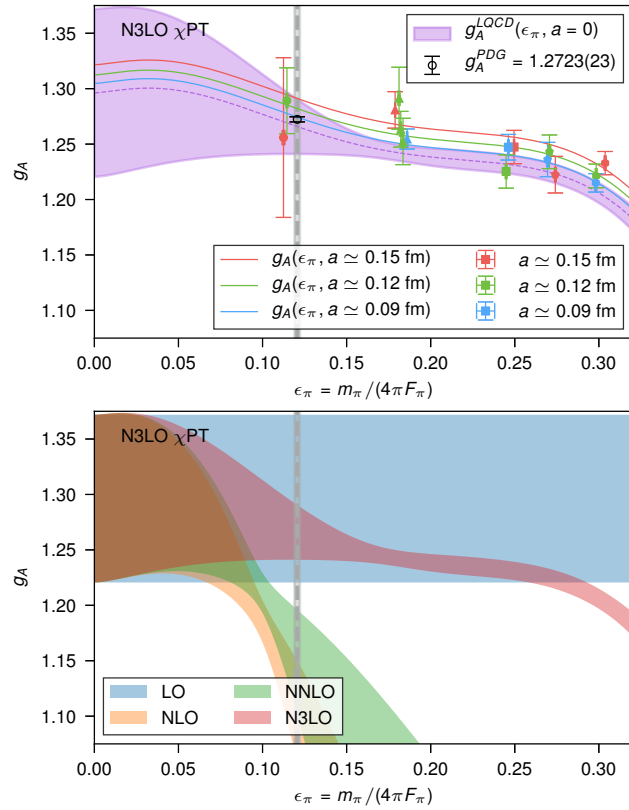 N3LO χPT
g_A^{LQCD}(ϵ_π, a = 0)
g_A^{PDG} = 1.2723(23)
1.35
1.30
1.25
1.20
1.15
1.10
g_A
g_A(ϵ_π, a ≃ 0.15 fm)
g_A(ϵ_π, a ≃ 0.12 fm)
g_A(ϵ_π, a ≃ 0.09 fm)
a ≃ 0.15 fm
a ≃ 0.12 fm
a ≃ 0.09 fm
0.00 0.05 0.10 0.15 0.20 0.25 0.30
ϵ_π = m_π/(4πF_π)
N3LO χPT
1.35
1.30
1.25
1.20
1.15
1.10
g_A
LO
NLO
NNLO
N3LO
0.00 0.05 0.10 0.15 0.20 0.25 0.30
ϵ_π = m_π/(4πF_π)